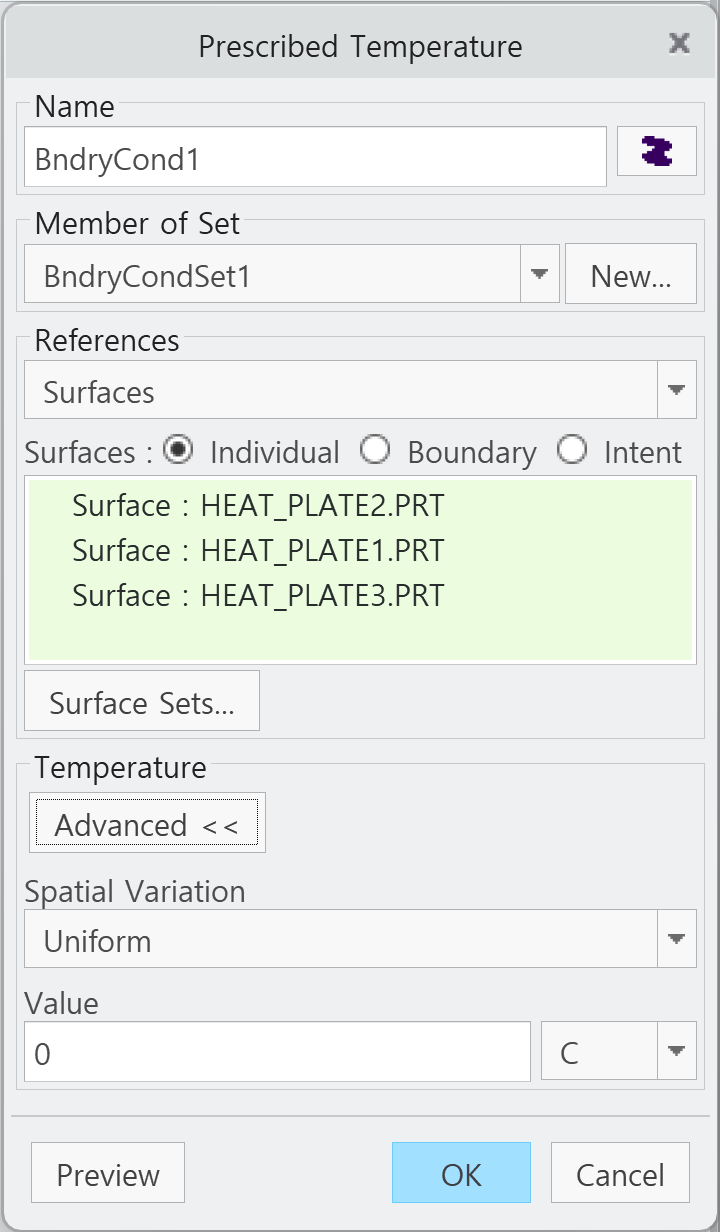 Prescribed Temperature
Name
BndryCond1
Member of Set
BndryCondSet1 New...
References
Surfaces
Surfaces : Individual Boundary Intent
Surface : HEAT_PLATE2.PRT
Surface : HEAT_PLATE1.PRT
Surface : HEAT_PLATE3.PRT
Surface Sets...
Temperature
Advanced <<
Spatial Variation
Uniform
Value
0 C
Preview OK Cancel